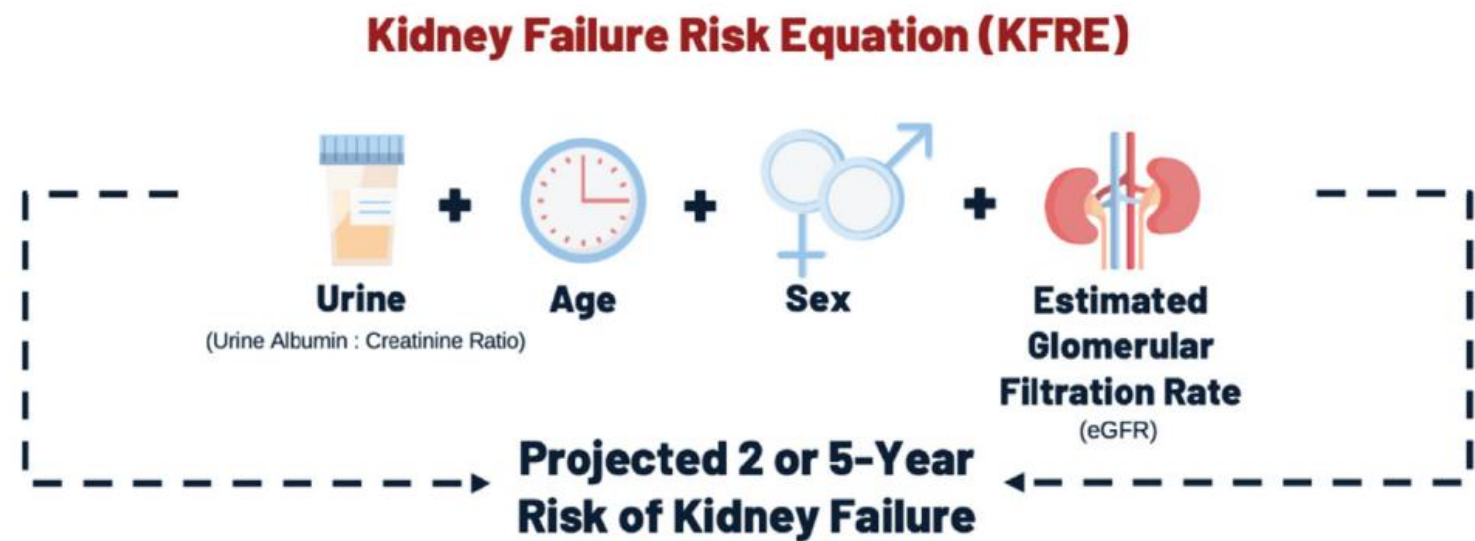 Kidney Failure Risk Equation (KFRE)
Urine
(Urine Albumin : Creatinine Ratio)
Age
Sex
Estimated
Glomerular
Filtration Rate
(eGFR)
Projected 2 or 5-Year
Risk of Kidney Failure